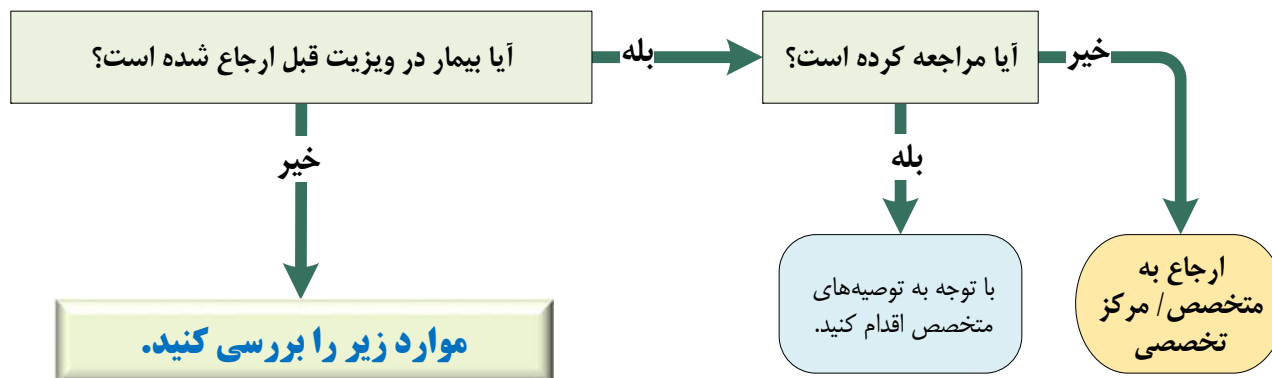 آیا بیمار در ویزیت قبل ارجاع شده است؟
بله
آیا مراجعه کرده است؟
خیر
خیر
بله
موارد زیر را بررسی کنید.
با توجه به توصیه‌های
متخصص اقدام کنید.
ارجاع به
متخصص/ مرکز
تخصصی